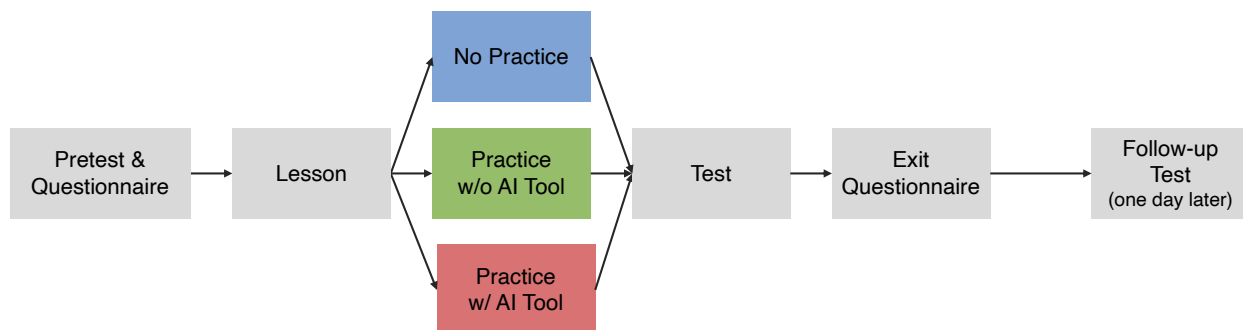 Pretest &
Questionnaire
Lesson
No Practice
Practice
w/o AI Tool
Practice
w/ AI Tool
Test
Exit
Questionnaire
Follow-up
Test
(one day later)